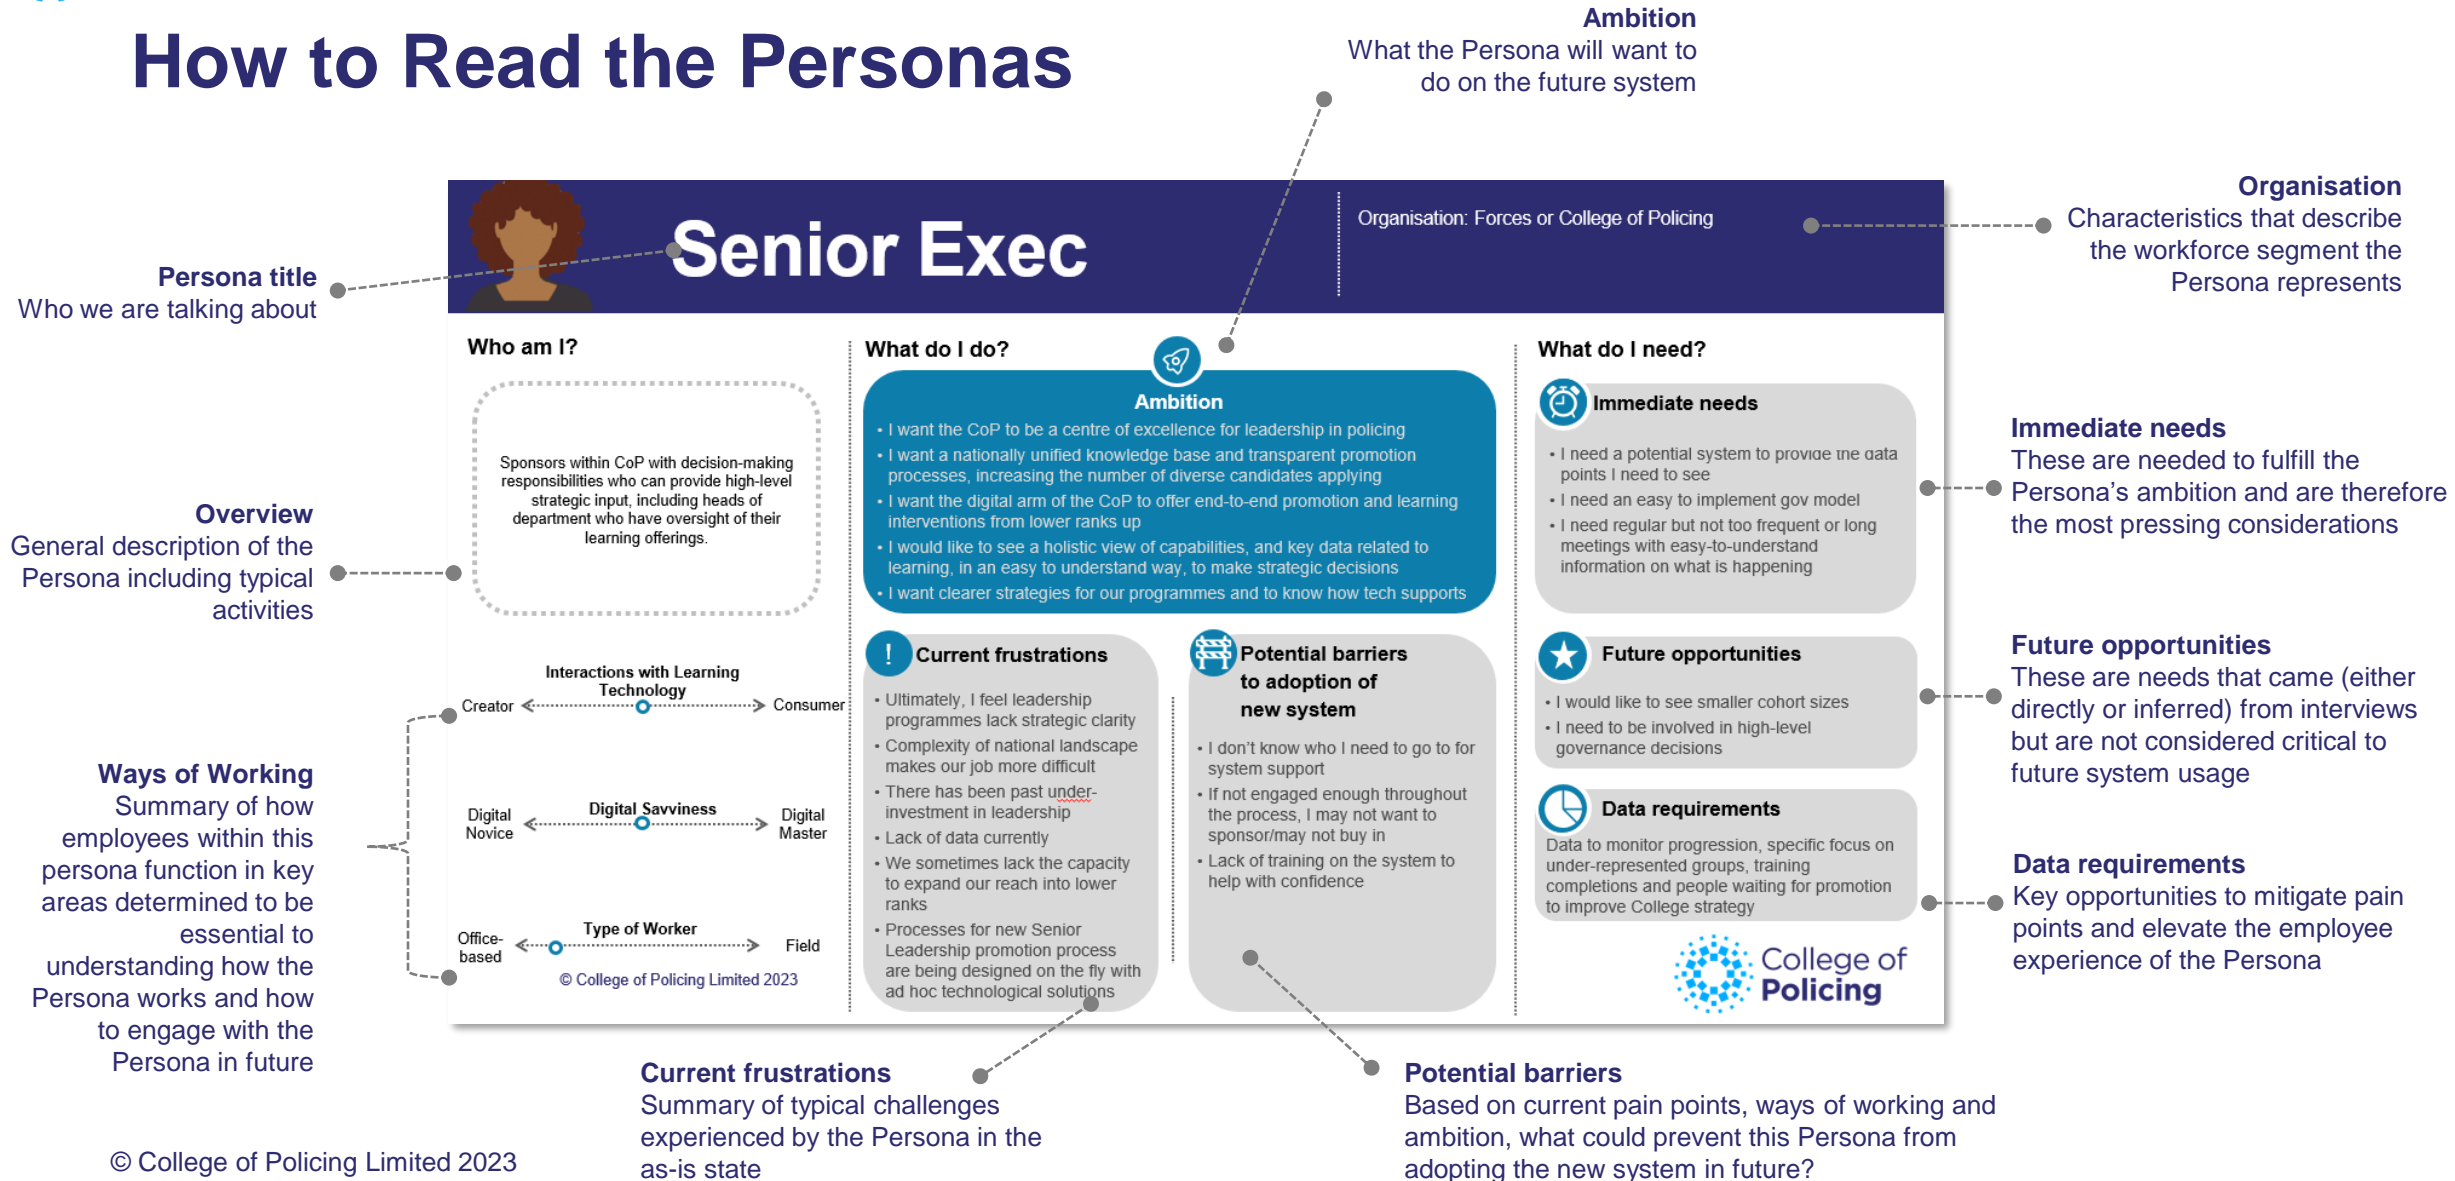 How to Read the Personas
Ambition
What the Persona will want to
do on the future system
Organisation
Characteristics that describe
the workforce segment the
Persona represents
Persona title
Who we are talking about
Overview
General description of the
Persona including typical
activities
Ways of Working
Summary of how
employees within this
persona function in key
areas determined to be
essential to
understanding how the
Persona works and how
to engage with the
Persona in future
Senior Exec
Organisation: Forces or College of Policing
Who am I?
Sponsors within CoP with decision-making
responsibilities who can provide high-level
strategic input, including heads of
department who have oversight of their
learning offerings.
Interactions with Learning
Technology
Creator
Consumer
Digital Savviness
Digital
Novice
Digital
Master
Type of Worker
Office-
based
Field
© College of Policing Limited 2023
What do I do?
Ambition
• I want the CoP to be a centre of excellence for leadership in policing
• I want a nationally unified knowledge base and transparent promotion
processes, increasing the number of diverse candidates applying
• I want the digital arm of the CoP to offer end-to-end promotion and learning
interventions from lower ranks up
• I would like to see a holistic view of capabilities, and key data related to
learning, in an easy to understand way, to make strategic decisions
• I want clearer strategies for our programmes and to know how tech supports
Current frustrations
• Ultimately, I feel leadership
programmes lack strategic clarity
• Complexity of national landscape
makes our job more difficult
• There has been past under-
investment in leadership
• Lack of data currently
• We sometimes lack the capacity
to expand our reach into lower
ranks
• Processes for new Senior
Leadership promotion process
are being designed on the fly with
ad hoc technological solutions
Potential barriers
to adoption of
new system
• I don't know who I need to go to for
system support
• If not engaged enough throughout
the process, I may not want to
sponsor/may not buy in
• Lack of training on the system to
help with confidence
What do I need?
Immediate needs
• I need a potential system to provide the data
points I need to see
• I need an easy to implement gov model
• I need regular but not too frequent or long
meetings with easy-to-understand
information on what is happening
Future opportunities
• I would like to see smaller cohort sizes
• I need to be involved in high-level
governance decisions
Data requirements
Data to monitor progression, specific focus on
under-represented groups, training
completions and people waiting for promotion
to improve College strategy
College of
Policing
Immediate needs
These are needed to fulfill the
Persona's ambition and are therefore
the most pressing considerations
Future opportunities
These are needs that came (either
directly or inferred) from interviews
but are not considered critical to
future system usage
Data requirements
Key opportunities to mitigate pain
points and elevate the employee
experience of the Persona
Current frustrations
Summary of typical challenges
experienced by the Persona in the
as-is state
Potential barriers
Based on current pain points, ways of working and
ambition, what could prevent this Persona from
adopting the new system in future?
© College of Policing Limited 2023